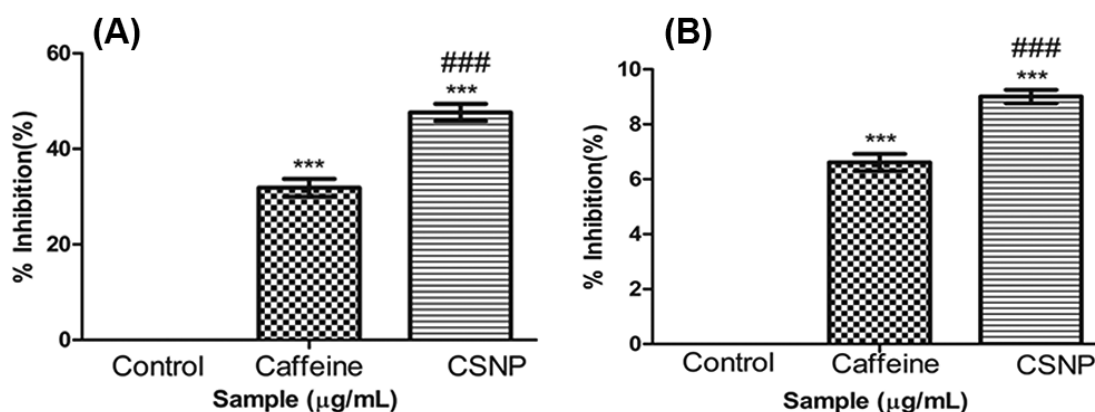 (A)
% Inhibition(%)
60
40
20
0
***
###
***
Control Caffeine CSNP
Sample (µg/mL)
(B)
% Inhibition(%)
10
8
6
4
2
0
***
###
***
Control Caffeine CSNP
Sample (µg/mL)